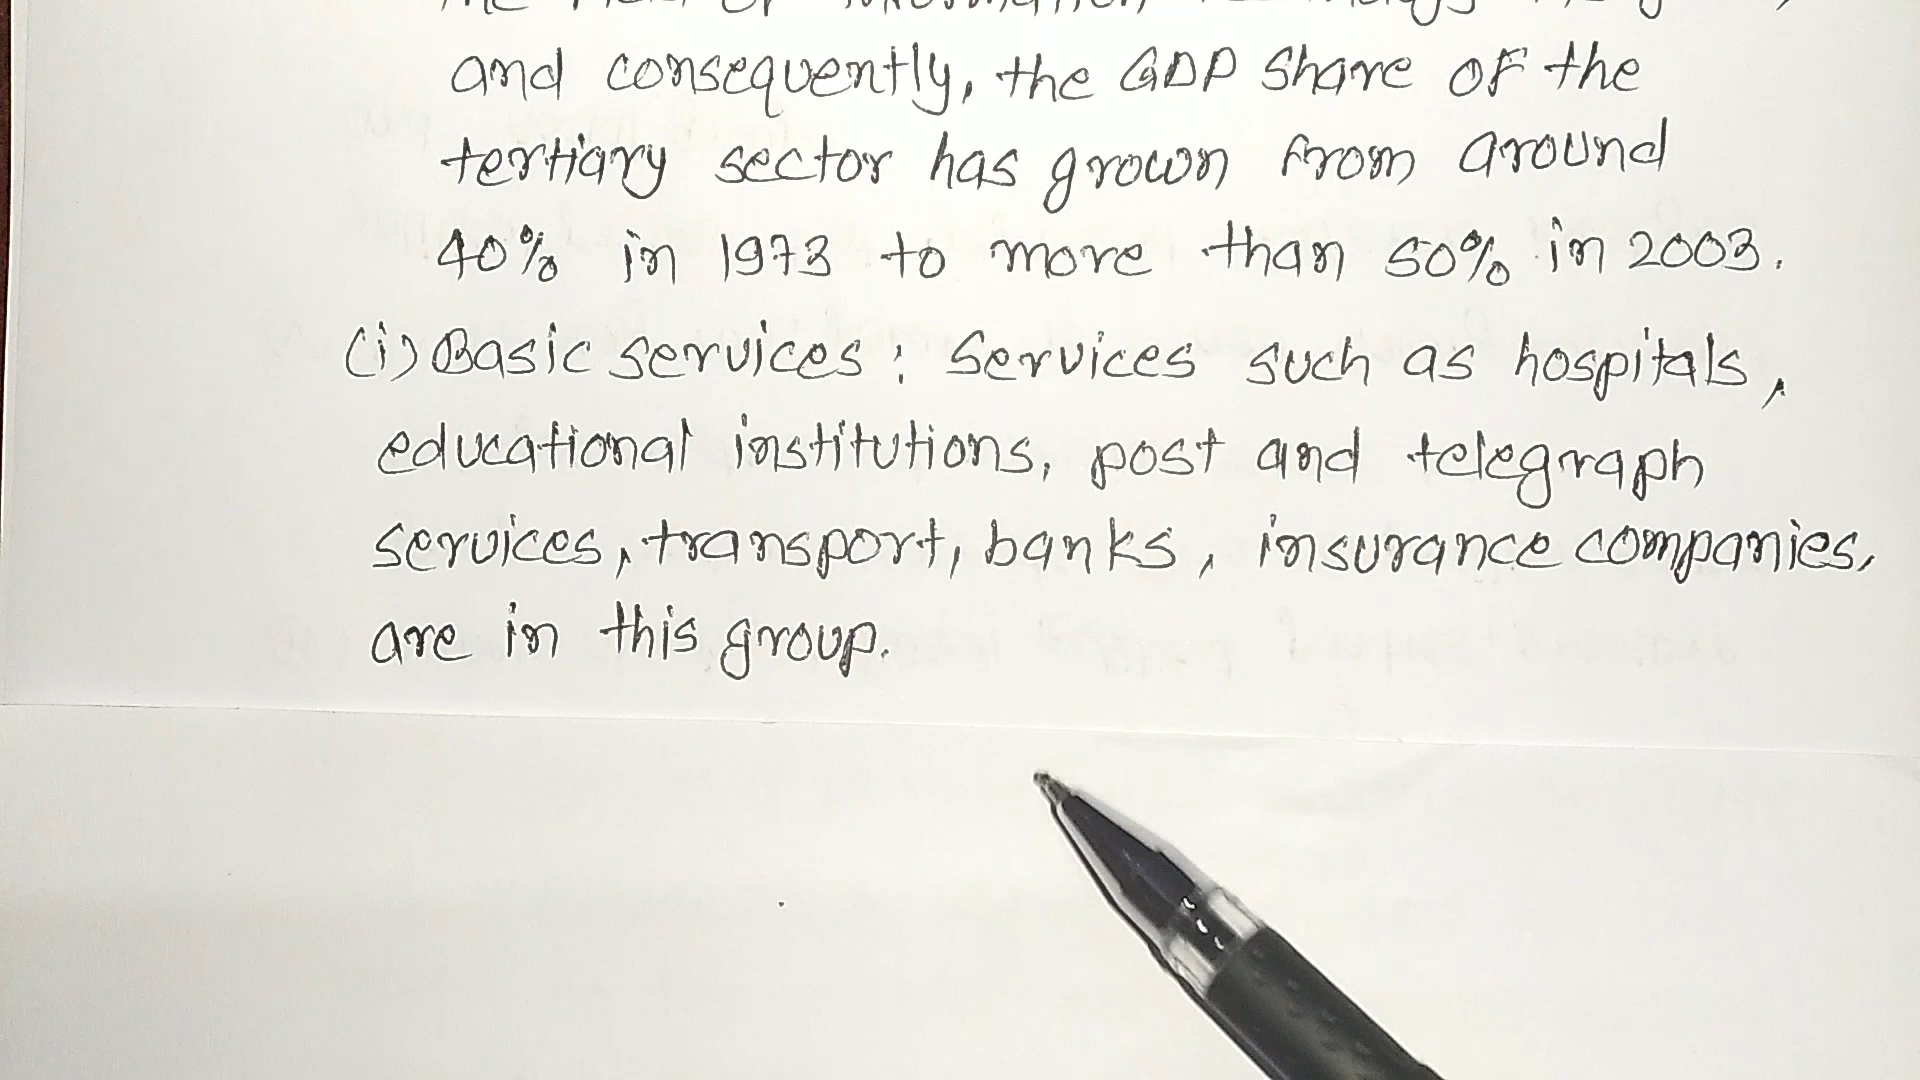 and consequently, the GDP share of the
tertiary sector has grown from around
40% in 1973 to more than 50% in 2003.
(i) Basic services: services such as hospitals,
educational institutions, post and telegraph
services, transport, banks, insurance companies,
are in this group.